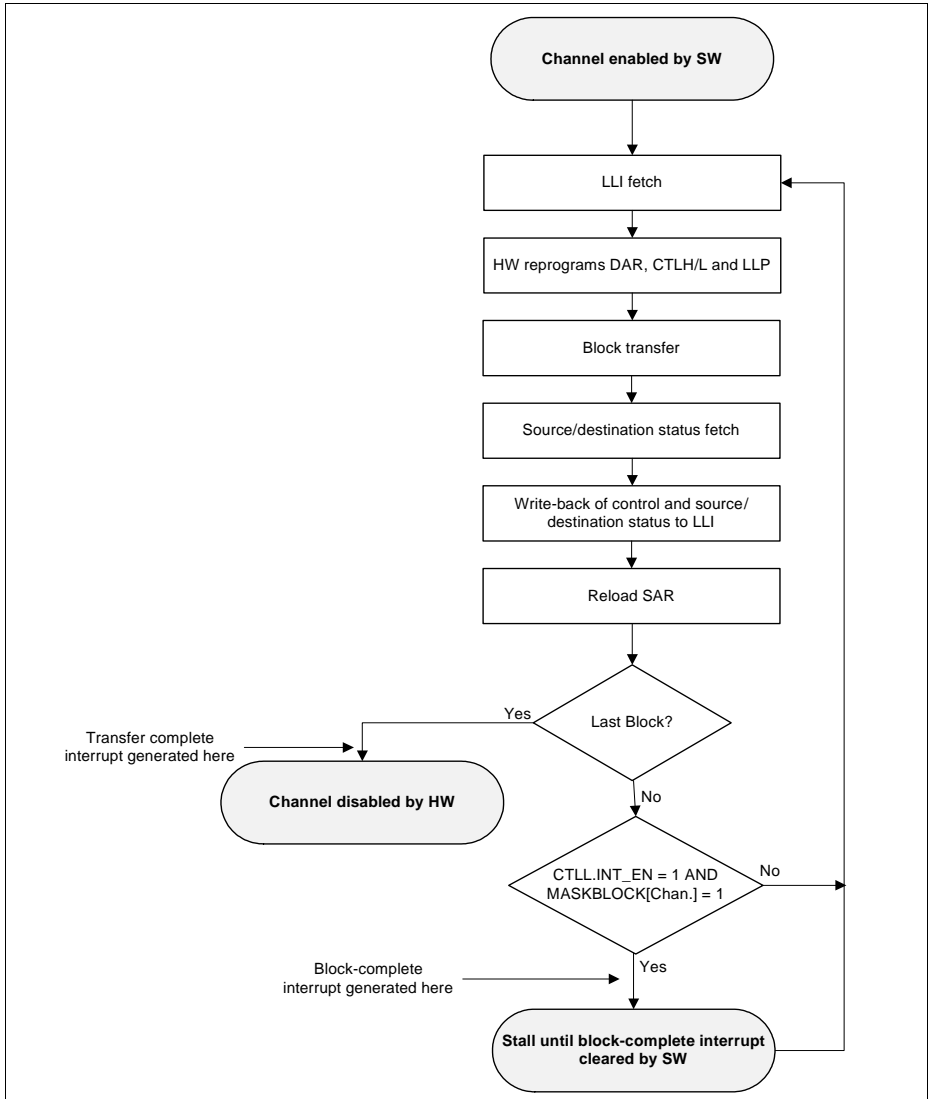 Channel enabled by SW
LLI fetch
HW reprograms DAR, CTLH/L and LLP
Block transfer
Source/destination status fetch
Write-back of control and source/
destination status to LLI
Reload SAR
Last Block?
Yes
Transfer complete
interrupt generated here
Channel disabled by HW
No
CTLL.INT_EN = 1 AND
MASKBLOCK[Chan.] = 1
No
Yes
Block-complete
interrupt generated here
Stall until block-complete interrupt
cleared by SW